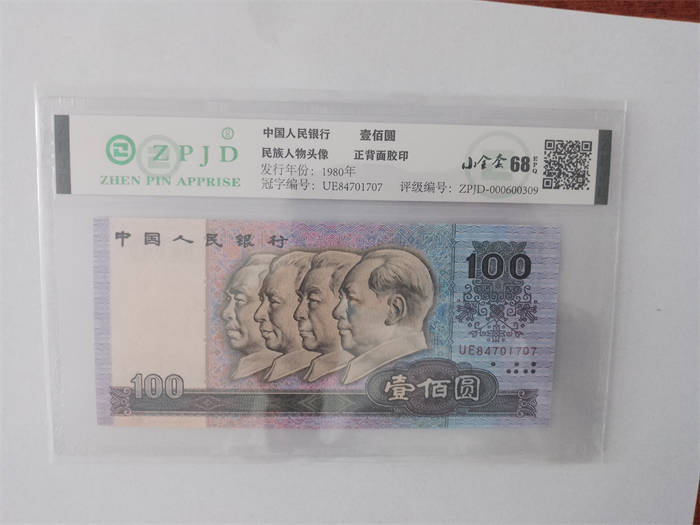 ZPJD ®
ZHEN PIN APPRISE
中国人民银行 壹佰圆
民族人物头像 正背面胶印
发行年份: 1980年
冠字编号: UE84701707 评级编号: ZPJD-000600309
68 EPQ
中国人民银行
100
UE84701707
100
壹佰圆